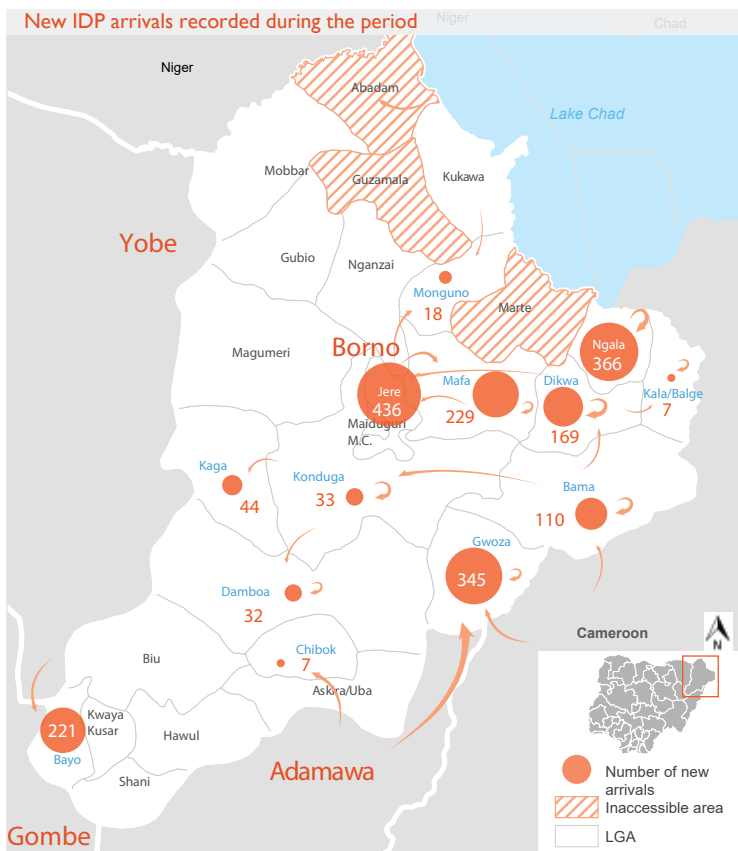 New IDP arrivals recorded during the period
Niger
Chad
Niger
Abadam
Lake Chad
Mobbar
Guzamala
Kukawa
Yobe
Gubio
Nganzai
Monguno
18
Marte
Magumeri
Borno
Ngala
366
Jere
436
Mafa
229
Dikwa
169
Kala/Balge
7
Maiduguri
M.C.
Kaga
44
Konduga
33
Bama
110
Gwoza
345
Damboa
32
Chibok
7
Biu
Askira/Uba
Cameroon
N
221
Bayo
Kwaya
Kusar
Hawul
Shani
Adamawa
Gombe
Number of new
arrivals
Inaccessible area
LGA